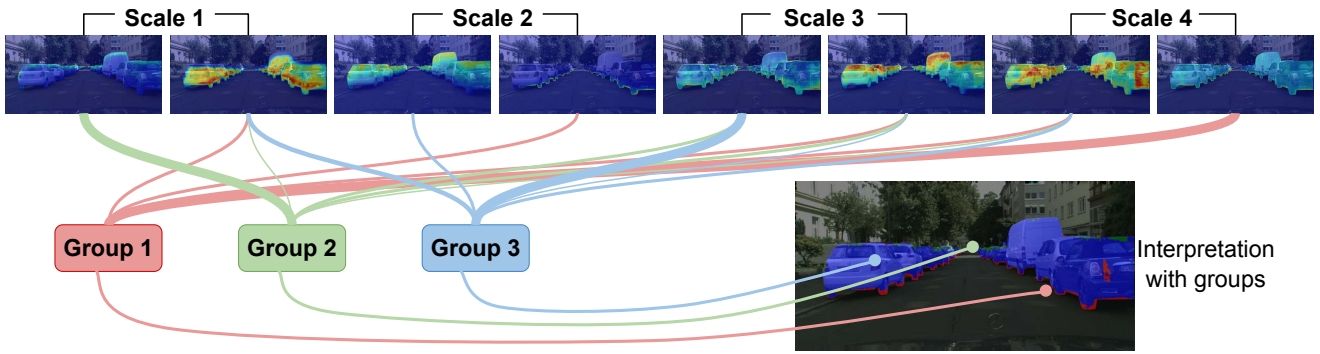 Scale 1
Scale 2
Scale 3
Scale 4
Group 1
Group 2
Group 3
Interpretation
with groups